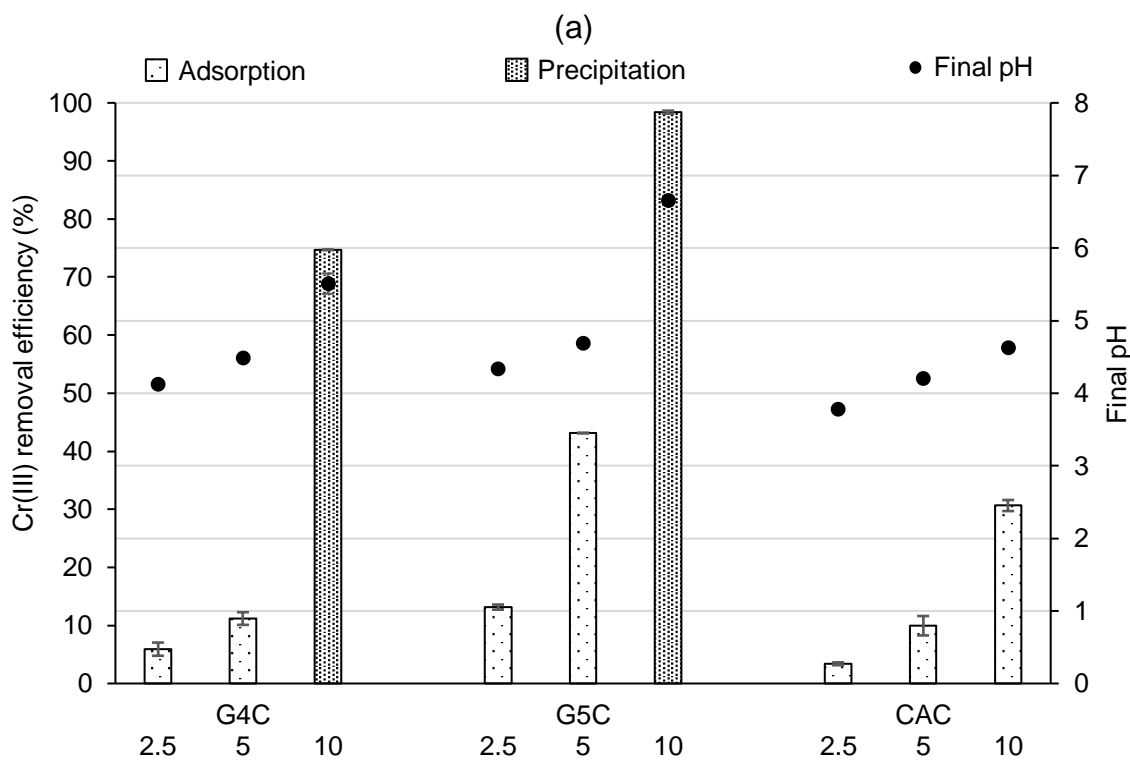 (a)
Adsorption Precipitation Final pH
100 8
90
80 7
70 6
60 5
50 4
40 3
30
20 2
10 1
0 0
Cr(III) removal efficiency (%)
Final pH
G4C G5C CAC
2.5 5 10 2.5 5 10 2.5 5 10